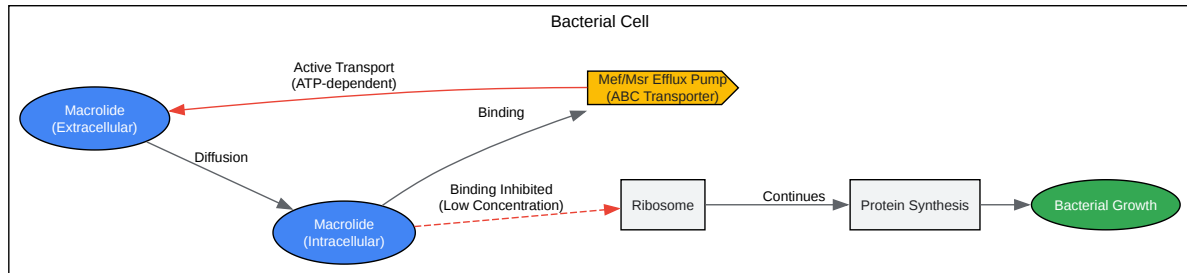 Bacterial Cell
Active Transport
(ATP-dependent)
Mef/Msr Efflux Pump
(ABC Transporter)
Macrolide
(Extracellular)
Binding
Diffusion
Binding Inhibited
(Low Concentration)
Macrolide
(Intracellular)
Ribosome
Continues
Protein Synthesis
Bacterial Growth